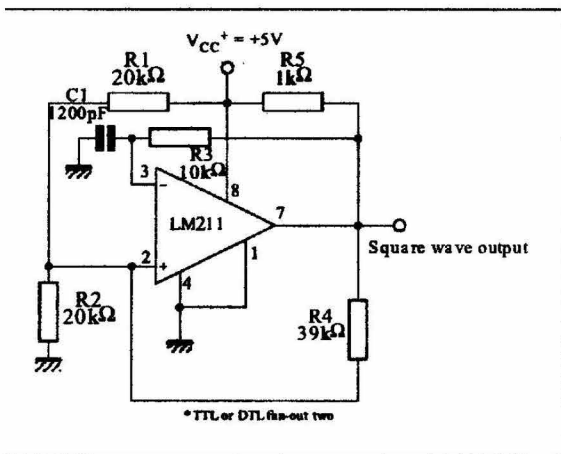 V_CC+ = +5V
R1
20kΩ
R5
1kΩ
C1
1200pF
R3
10kΩ
3
−
8
LM211
7
Square wave output
2
+
1
4
R2
20kΩ
R4
39kΩ
*TTL or DTL fan-out two